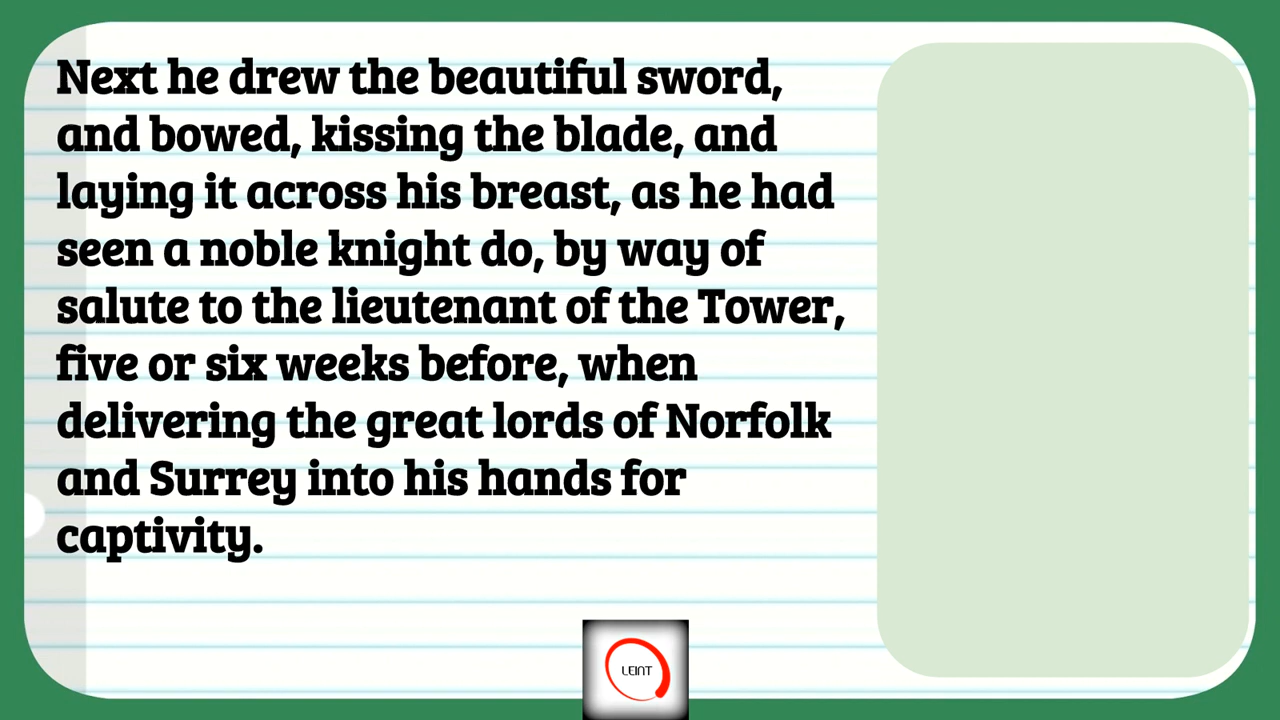 Next he drew the beautiful sword,
and bowed, kissing the blade, and
laying it across his breast, as he had
seen a noble knight do, by way of
salute to the lieutenant of the Tower,
five or six weeks before, when
delivering the great lords of Norfolk
and Surrey into his hands for
captivity.
LEINT